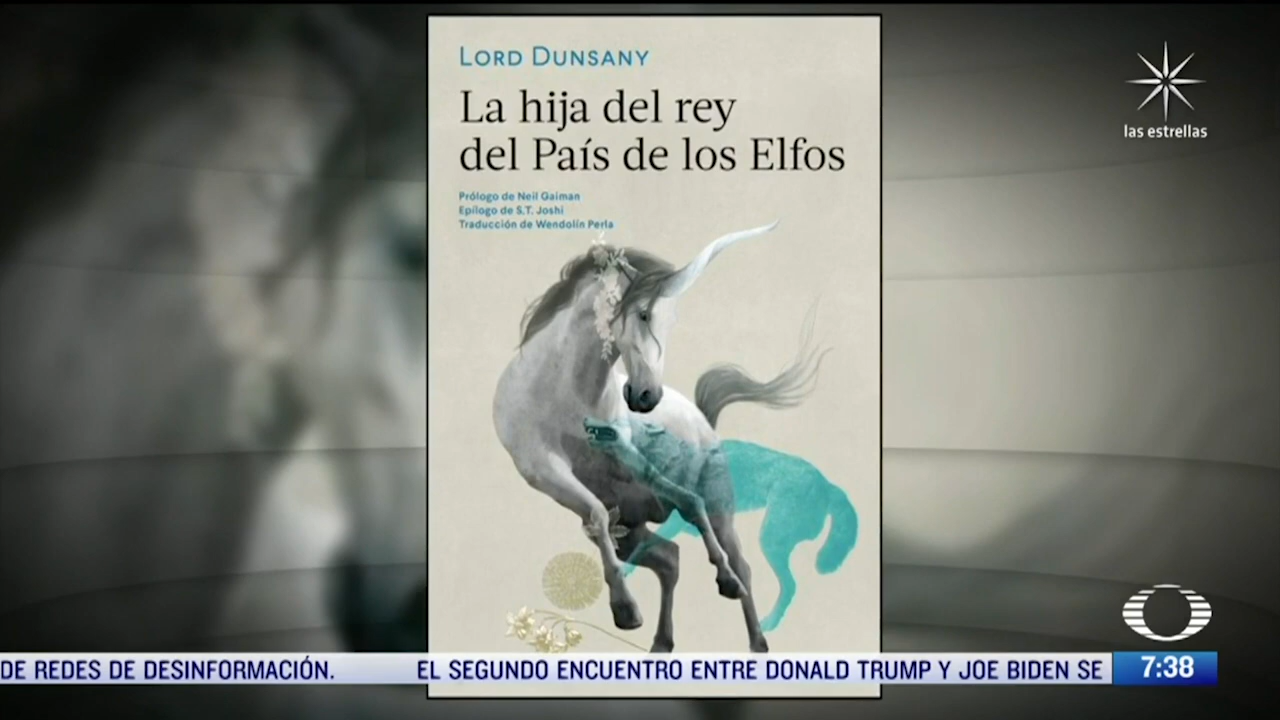 LORD DUNSANY
La hija del rey
del País de los Elfos
Prólogo de Neil Gaiman
Epílogo de S.T. Joshi
Traducción de Wendolín Perla
las estrellas
DE REDES DE DESINFORMACIÓN. EL SEGUNDO ENCUENTRO ENTRE DONALD TRUMP Y JOE BIDEN SE
7:38